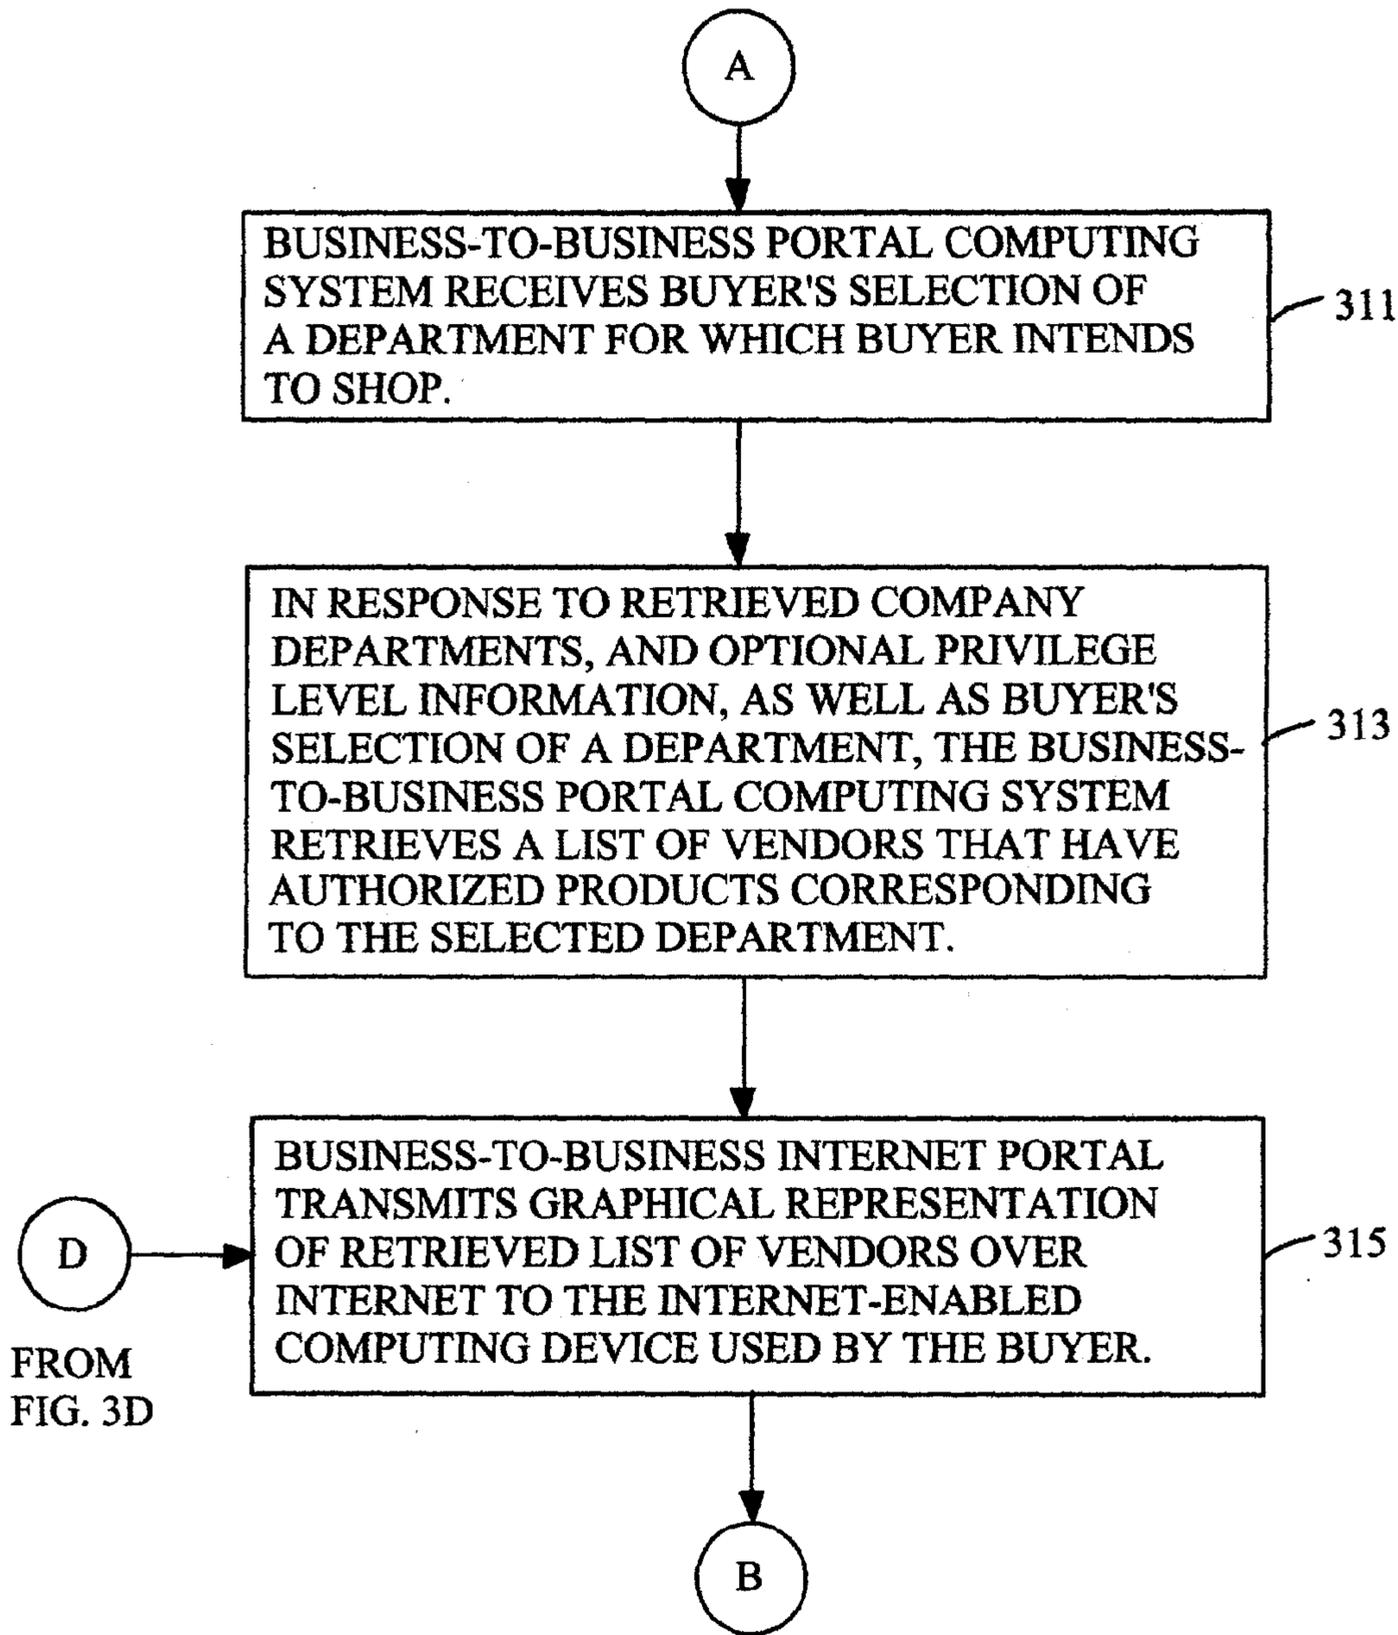 A
BUSINESS-TO-BUSINESS PORTAL COMPUTING
SYSTEM RECEIVES BUYER'S SELECTION OF
A DEPARTMENT FOR WHICH BUYER INTENDS
TO SHOP.
311
IN RESPONSE TO RETRIEVED COMPANY
DEPARTMENTS, AND OPTIONAL PRIVILEGE
LEVEL INFORMATION, AS WELL AS BUYER'S
SELECTION OF A DEPARTMENT, THE BUSINESS-
TO-BUSINESS PORTAL COMPUTING SYSTEM
RETRIEVES A LIST OF VENDORS THAT HAVE
AUTHORIZED PRODUCTS CORRESPONDING
TO THE SELECTED DEPARTMENT.
313
BUSINESS-TO-BUSINESS INTERNET PORTAL
TRANSMITS GRAPHICAL REPRESENTATION
OF RETRIEVED LIST OF VENDORS OVER
INTERNET TO THE INTERNET-ENABLED
COMPUTING DEVICE USED BY THE BUYER.
315
D
FROM
FIG. 3D
B